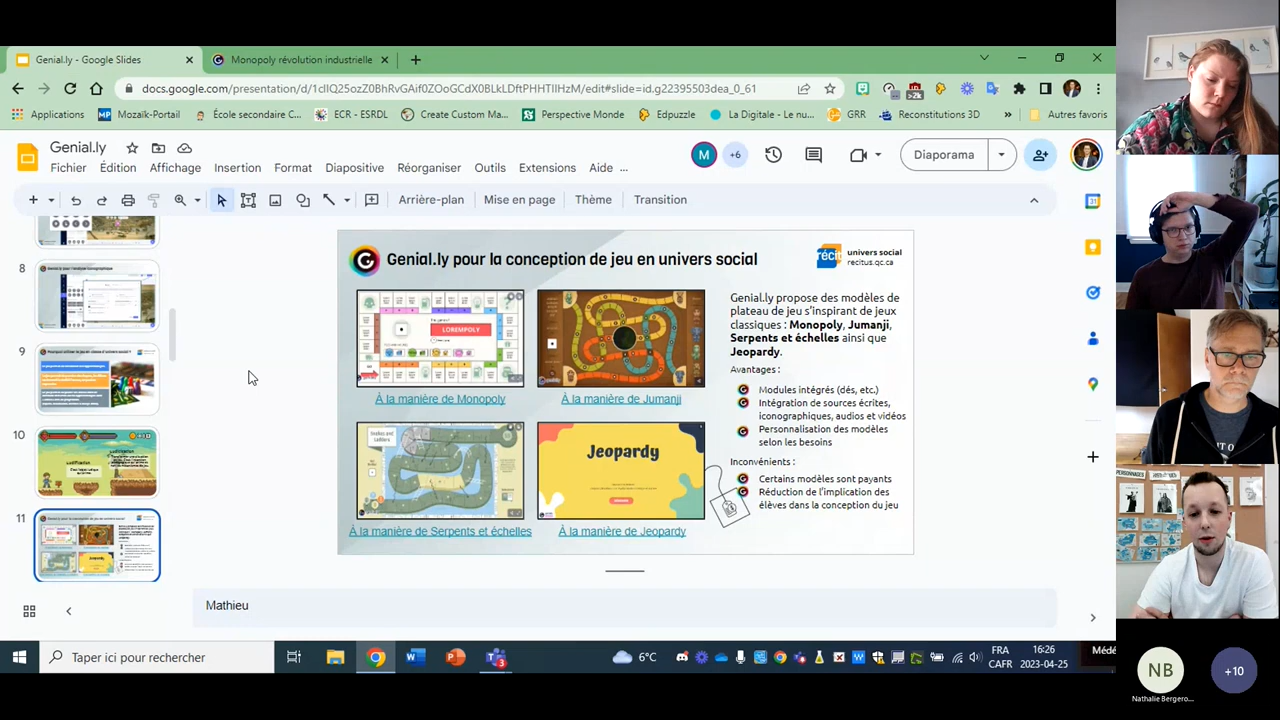 Genial.ly - Google Slides
Monopoly révolution industrielle
docs.google.com/presentation/d/1cllQ25ozZ0BhRvGAif0ZOoGCdX0BLkLDftPHHTIIHzM/edit#slide=id.g22395503dea_0_61
Applications
Mozaïk-Portail
École secondaire C...
ECR - ESRDL
Create Custom Ma...
Perspective Monde
Edpuzzle
La Digitale - Le nu...
GRR
Reconstitutions 3D
»
Autres favoris
Genial.ly
M
+6
Diaporama
Fichier Édition Affichage Insertion Format Diapositive Réorganiser Outils Extensions Aide ...
Arrière-plan Mise en page Thème Transition
8
9
10
11
Genial.ly pour la conception de jeu en univers social
récit
univers social
recitus.qc.ca
LOREMPOLY
À la manière de Monopoly
À la manière de Jumanji
Jeopardy
À la manière de Serpents et échelles
À la manière de Jeopardy
Genial.ly propose des modèles de
plateau de jeu s'inspirant de jeux
classiques : Monopoly, Jumanji,
Serpents et échelles ainsi que
Jeopardy.
Avantages :
Modules intégrés (dés, etc.)
Intégration de sources écrites,
iconographiques, audios et vidéos
Personnalisation des modèles
selon les besoins
Inconvénients :
Certains modèles sont payants
Réduction de l'implication des
élèves dans la conception du jeu
Mathieu
Taper ici pour rechercher
6°C
FRA
CAFR
16:26
2023-04-25
Médé
PERSONNAGES
NB
Nathalie Bergero...
+10